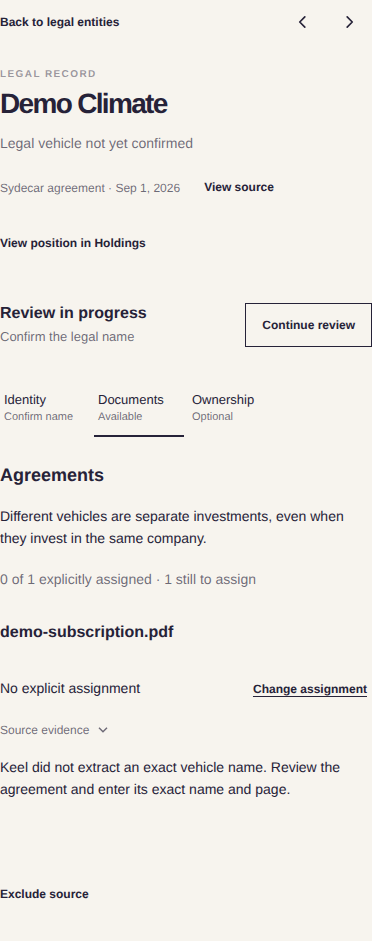 Back to legal entities
LEGAL RECORD
Demo Climate
Legal vehicle not yet confirmed
Sydecar agreement · Sep 1, 2026 View source
View position in Holdings
Review in progress
Confirm the legal name
Continue review
Identity Documents Ownership
Confirm name Available Optional
Agreements
Different vehicles are separate investments, even when
they invest in the same company.
0 of 1 explicitly assigned · 1 still to assign
demo-subscription.pdf
No explicit assignment Change assignment
Source evidence
Keel did not extract an exact vehicle name. Review the
agreement and enter its exact name and page.
Exclude source